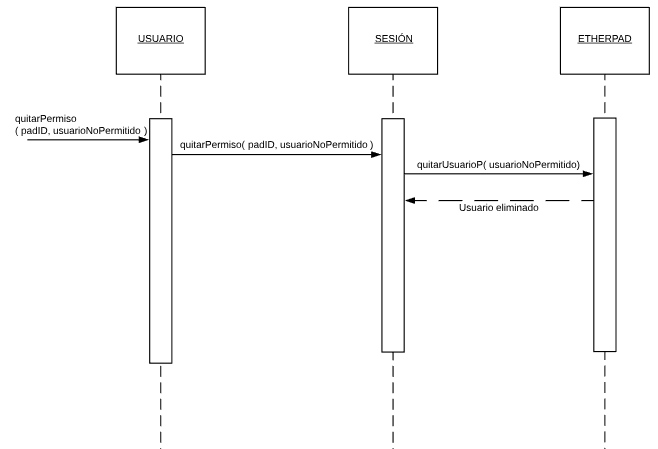 USUARIO
SESIÓN
ETHERPAD
quitarPermiso
( padID, usuarioNoPermitido )
quitarPermiso( padID, usuarioNoPermitido )
quitarUsuarioP( usuarioNoPermitido)
Usuario eliminado